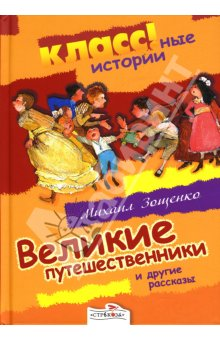 класс!ные
истории
Михаил Зощенко
Великие
путешественники
и другие
рассказы
«СТРЕКОЗА»